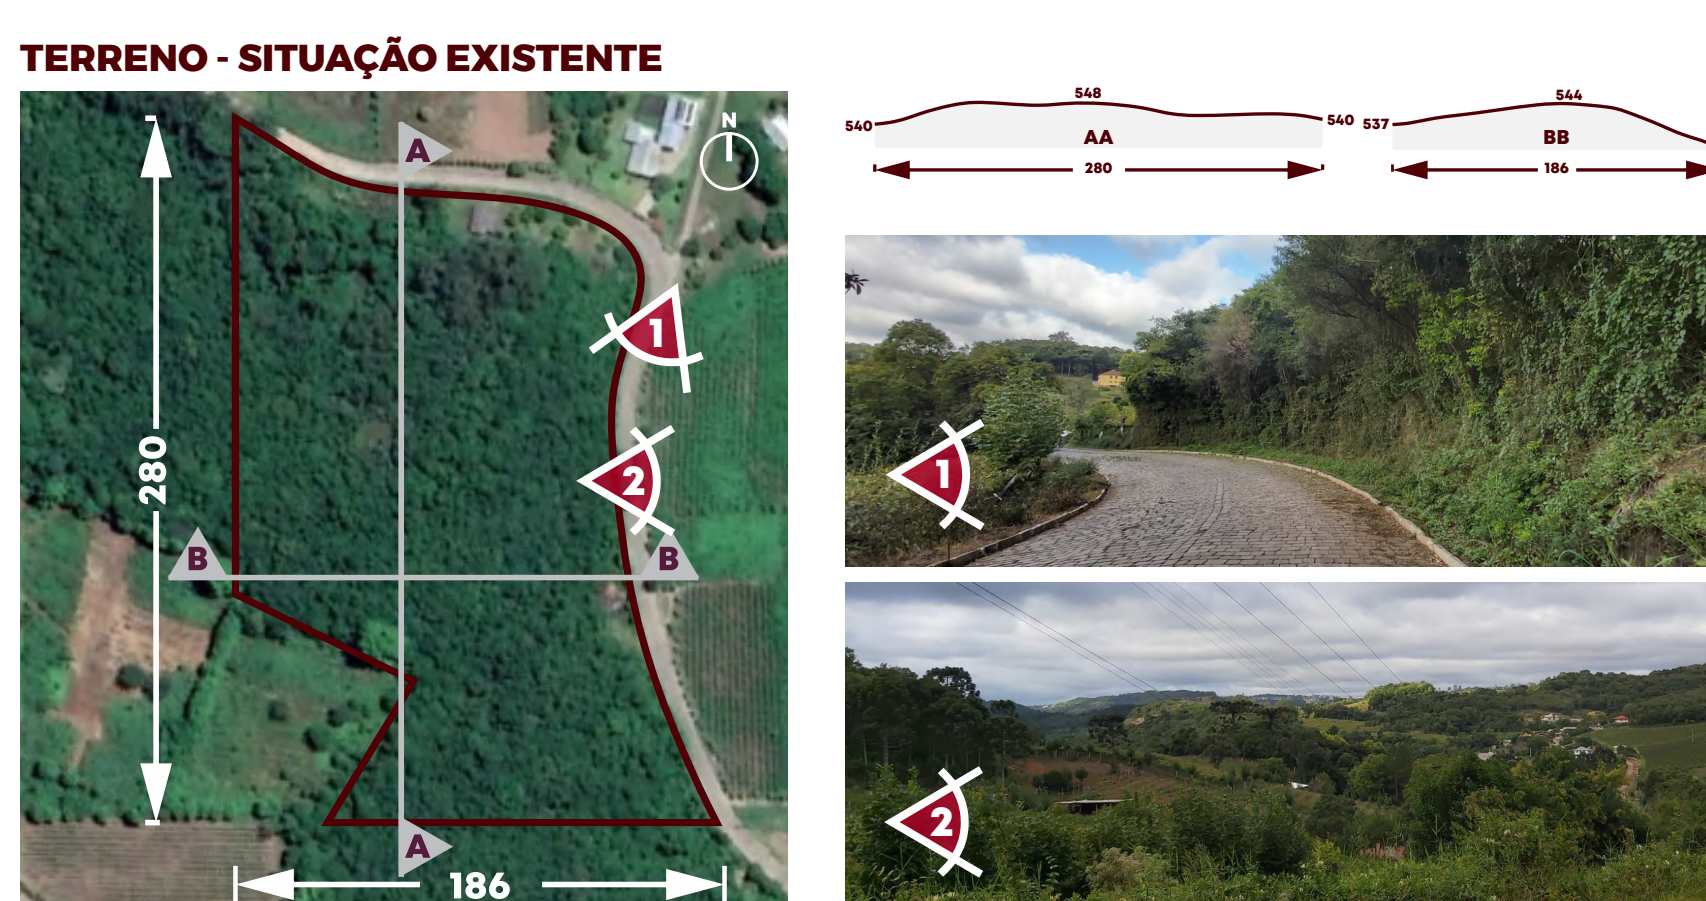 TERRENO - SITUAÇÃO EXISTENTE
N
A
1
2
280
B
B
A
186
548
540
540
AA
280
544
537
BB
186
1
2